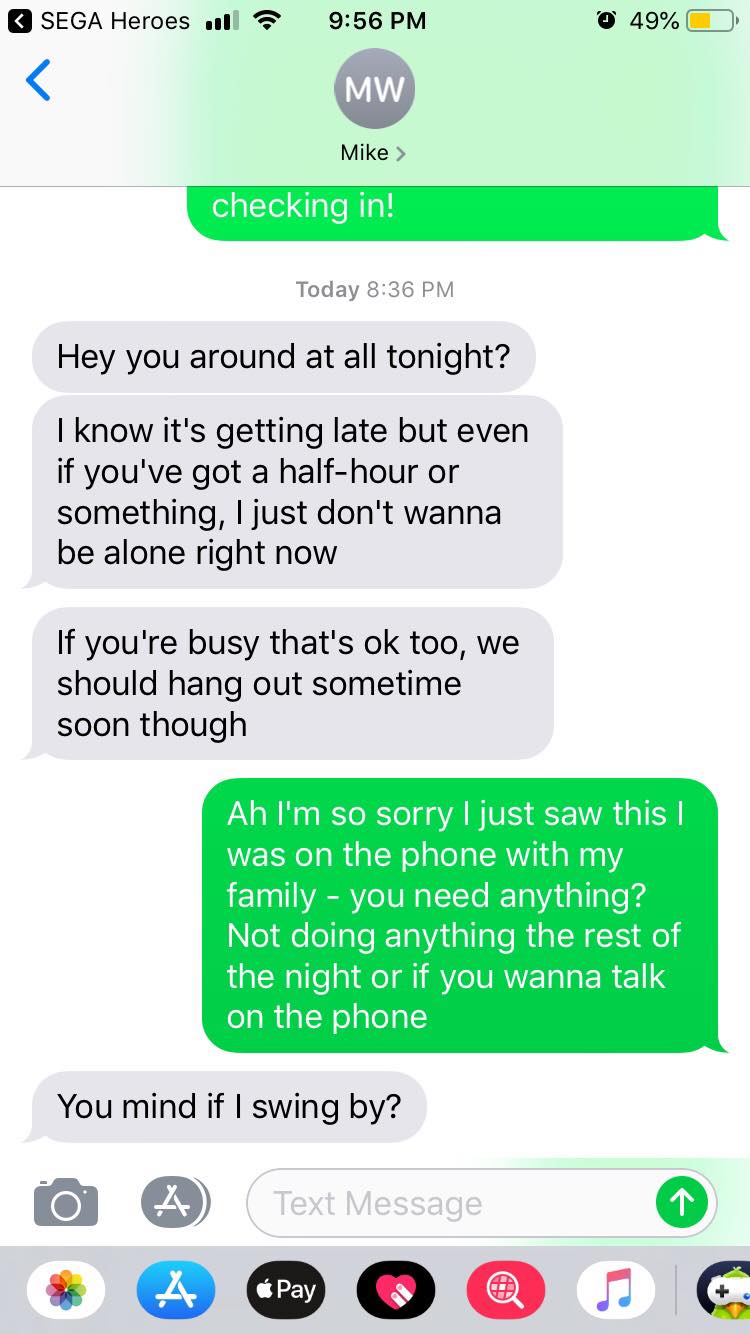 SEGA Heroes 9:56 PM 49%
MW
Mike
checking in!
Today 8:36 PM
Hey you around at all tonight?
I know it's getting late but even
if you've got a half-hour or
something, I just don't wanna
be alone right now
If you're busy that's ok too, we
should hang out sometime
soon though
Ah I'm so sorry I just saw this I
was on the phone with my
family - you need anything?
Not doing anything the rest of
the night or if you wanna talk
on the phone
You mind if I swing by?
Text Message
Pay